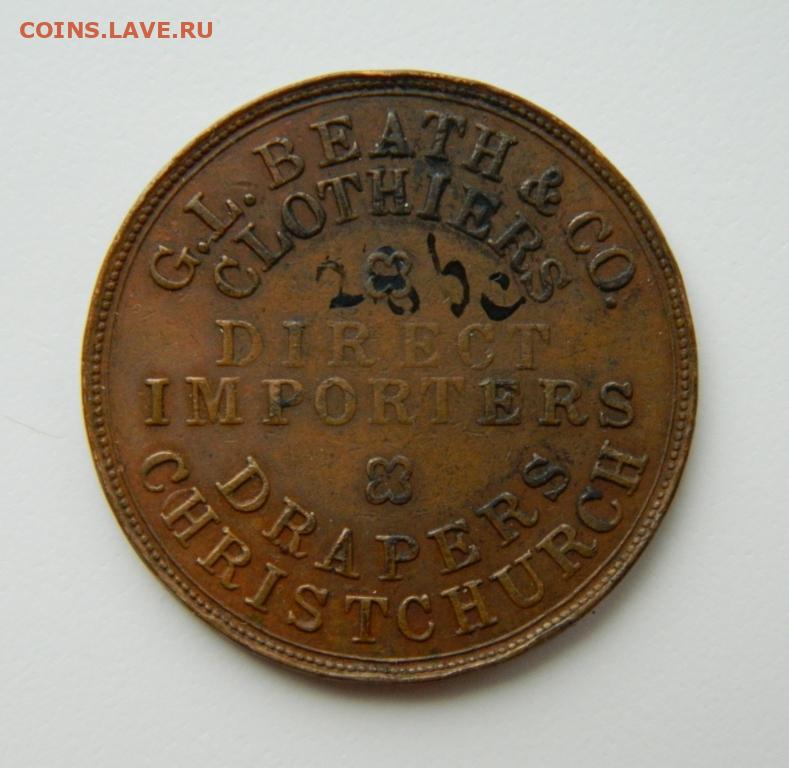 COINS.LAVE.RU
G.L. BEATH & CO.
CLOTHIERS
DIRECT
IMPORTERS
DRAPERS
CHRISTCHURCH